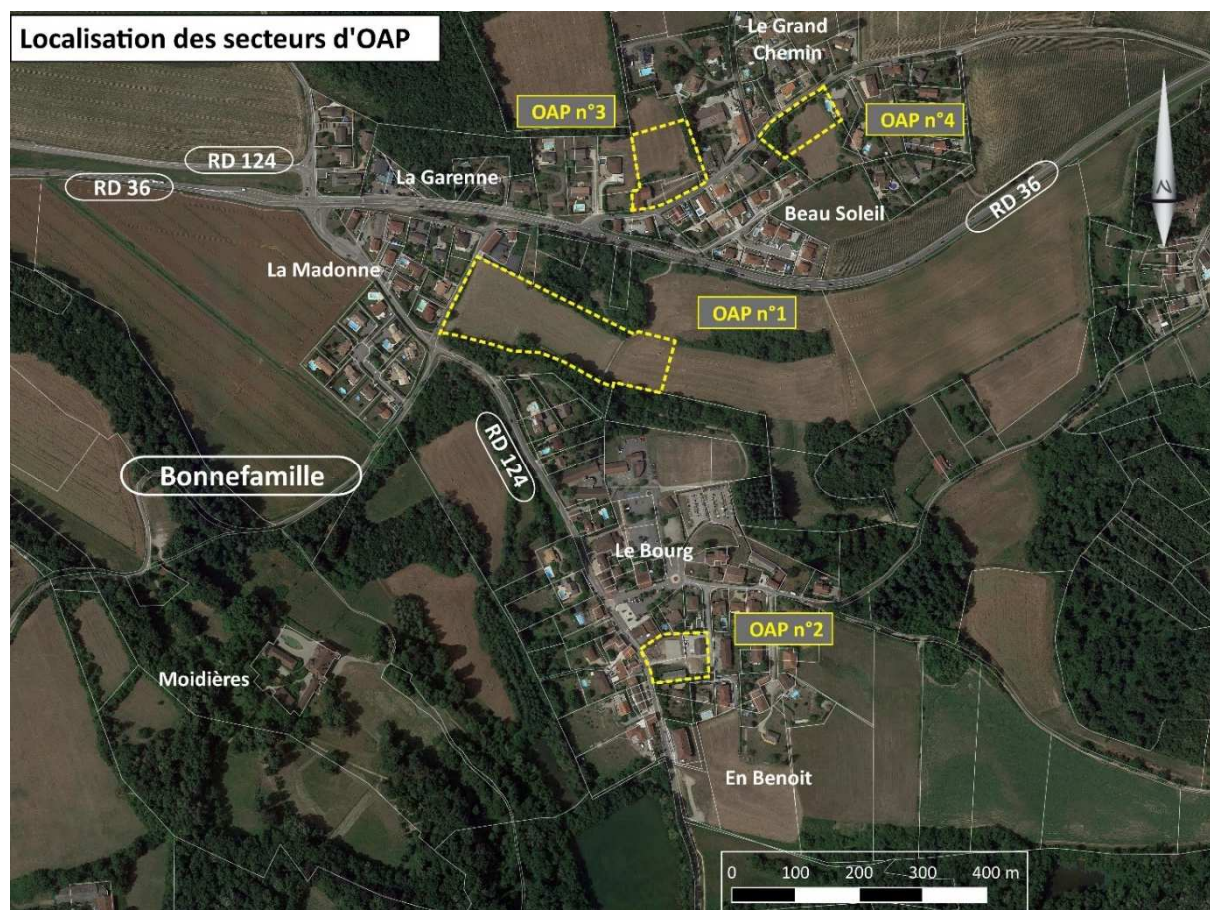 Localisation des secteurs d'OAP
Le Grand
Chemin
OAP n°3
OAP n°4
RD 124
RD 36
La Garenne
Beau Soleil
RD 36
La Madonne
OAP n°1
RD 124
Bonnefamille
Le Bourg
OAP n°2
Moidières
En Benoit
0 100 200 300 400 m
N